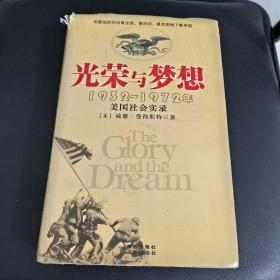 光荣与梦想
1932-1972年
美国社会实录
[美]威廉·曼彻斯特◎著
The
Glory
and the
Dream